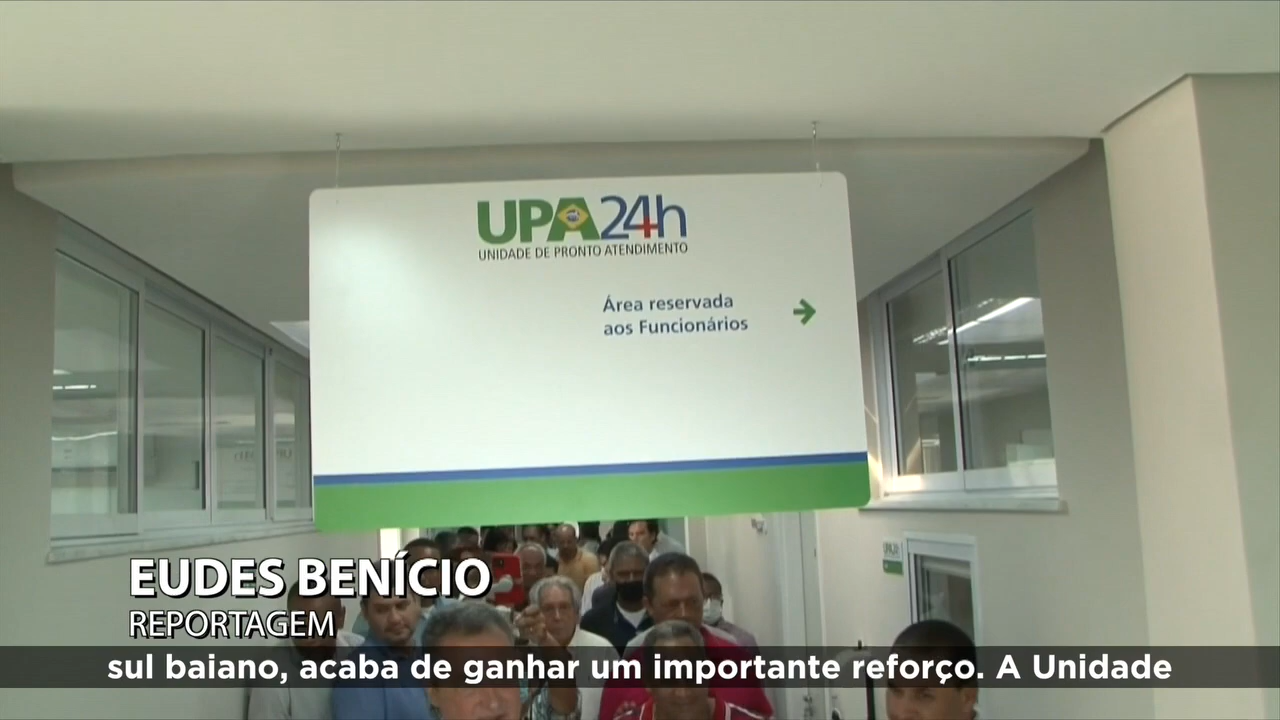 UPA24h
UNIDADE DE PRONTO ATENDIMENTO
Área reservada
aos Funcionários
EUDES BENÍCIO
REPORTAGEM
sul baiano, acaba de ganhar um importante reforço. A Unidade